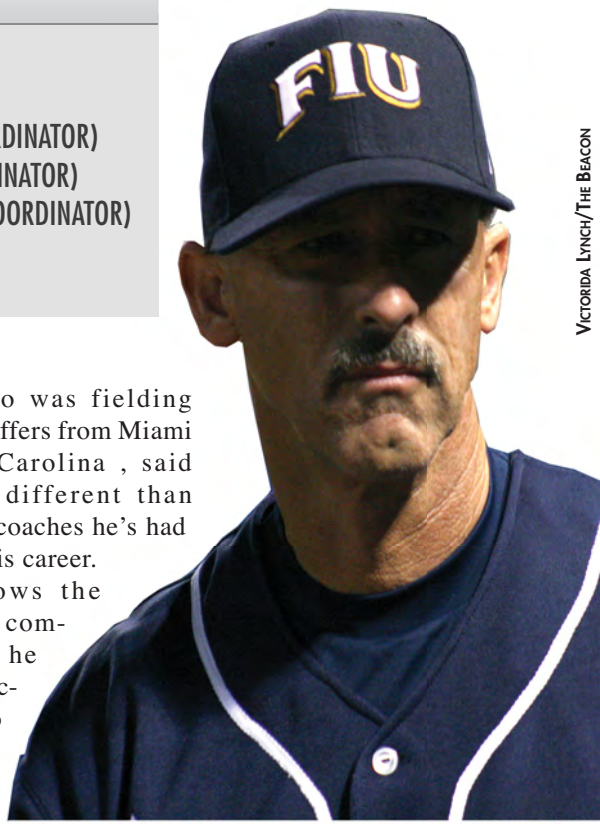 DINATOR)
INATOR)
OORDINATOR)
FIU
VICTORIDA LYNCH/THE BEACON
o was fielding
ffers from Miami
Carolina , said
different than
coaches he's had
is career.
ows the
com-
he
c-